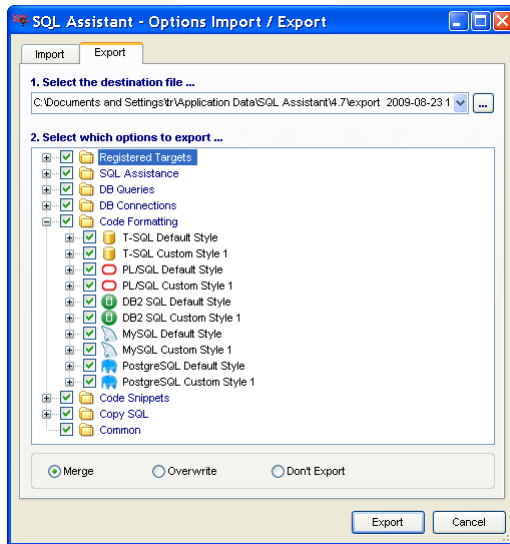 SQL Assistant - Options Import / Export
Import
Export
1. Select the destination file ...
C:\Documents and Settings\tr\Application Data\SQL Assistant\4.7\export 2009-08-23 1
...
2. Select which options to export ...
Registered Targets
SQL Assistance
DB Queries
DB Connections
Code Formatting
T-SQL Default Style
T-SQL Custom Style 1
PL/SQL Default Style
PL/SQL Custom Style 1
DB2 SQL Default Style
DB2 SQL Custom Style 1
MySQL Default Style
MySQL Custom Style 1
PostgreSQL Default Style
PostgreSQL Custom Style 1
Code Snippets
Copy SQL
Common
Merge Overwrite Don't Export
Export Cancel